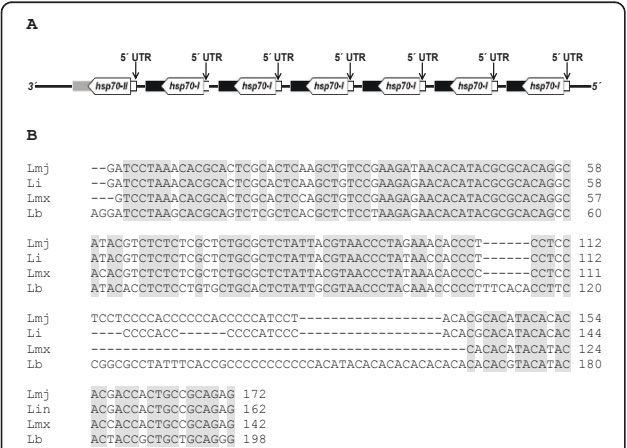 A
5´ UTR 5´ UTR 5´ UTR 5´ UTR 5´ UTR 5´ UTR 5´ UTR
3´ hsp70-II hsp70-I hsp70-I hsp70-I hsp70-I hsp70-I hsp70-I 5´
B
Lmj --GATCCTAAACACGCACTCGCACTCAAGCTGTCCGAAGATAACACATACGCGCACAGGC 58
Li --GATCCTAAACACGCACTCGCACTCAAGCTGTCCGAAGAGAACACATACGCGCACAGGC 58
Lmx ---GTCCTAAACACGCACTCGCACTCCAGCTGTCCGAAGAGAACACATACGCGCACAGGC 57
Lb AGGATCCTAAGCACGCAGTCTCGCTCACGCTCTCCTAAGAGAACACATACGCGCACAGCC 60
Lmj ATACGTCTCTCTCGCTCTGCGCTCTATTACGTAACCCTAGAAACACCCT------CCTCC 112
Li ATACGTCTCTCTCGCTCTGCGCTCTATTACGTAACCCTATAACCACCCT------CCTCC 112
Lmx ACACGTCTCTCTCGCTCTGCGCTCTATTACGTAACCCTATAAACACCCC------CCTCC 111
Lb ATACACCTCTCCTGTGCTGCACTCTATTGCGTAACCCTACAAACCCCCTTTCACACCTTC 120
Lmj TCCTCCCCACCCCCCACCCCCATCCT-----------------ACACGCACATACACAC 154
Li ----CCCCACC------CCCCATCCC-----------------ACACGCACATACACAC 144
Lmx -----------------------------------------------CACACATACATAC 124
Lb CGGCGCCTATTTCACCGCCCCCCCCCCACATACACACACACACACACACACGTACATAC 180
Lmj ACGACCACTGCCGCAGAG 172
Lin ACGACCACTGCCGCAGAG 162
Lmx ACCACCACTGCCGCAGAG 142
Lb ACTACCGCTGCTGCAGGG 198